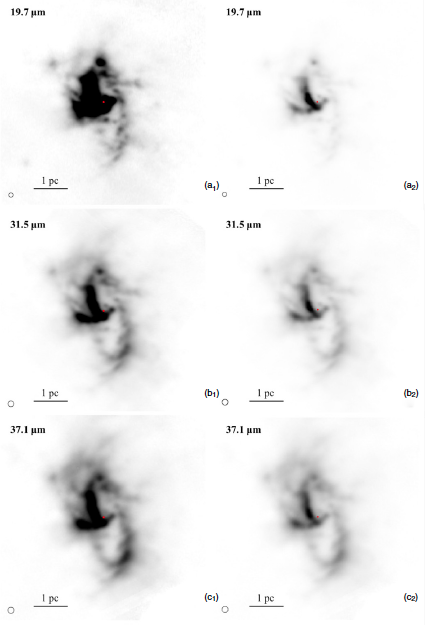 19.7 μm 19.7 μm
1 pc (a1) 1 pc (a2)
31.5 μm 31.5 μm
1 pc (b1) 1 pc (b2)
37.1 μm 37.1 μm
1 pc (c1) 1 pc (c2)